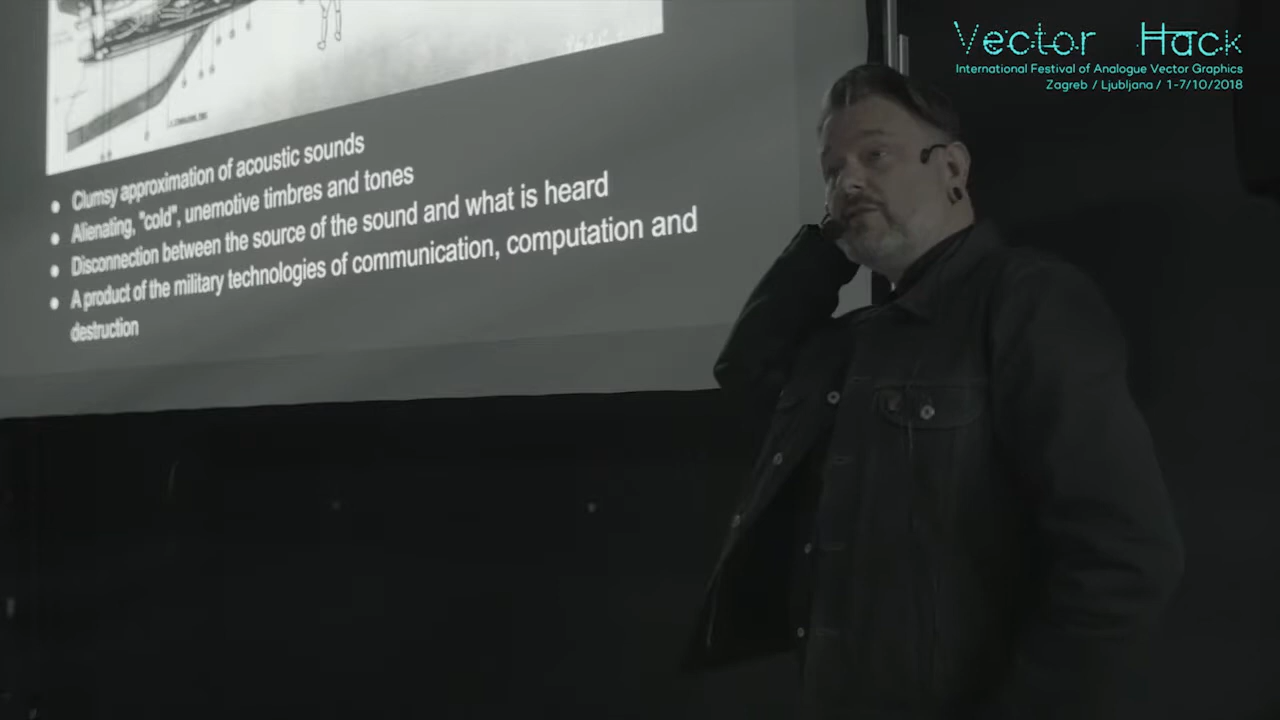 Vector Hack
International Festival of Analogue Vector Graphics
Zagreb / Ljubljana / 1-7/10/2018
● Clumsy approximation of acoustic sounds
● Alienating, "cold", unemotive timbres and tones
● Disconnection between the source of the sound and what is heard
● A product of the military technologies of communication, computation and
destruction